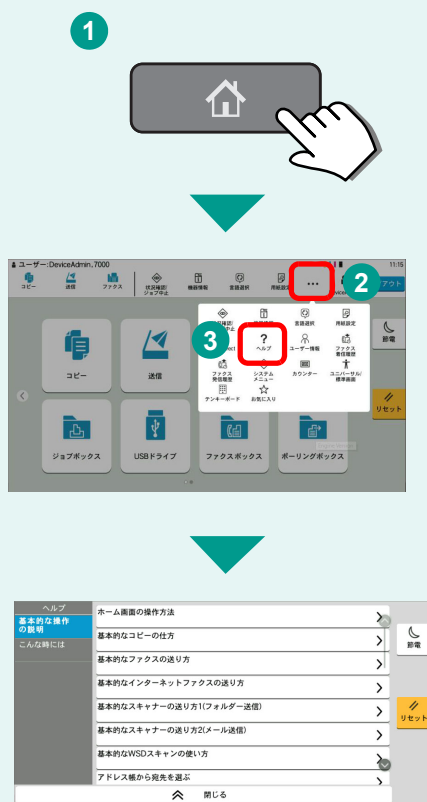 1
ユーザー:DeviceAdmin,7000
11:15
コピー
送信
ファクス
状況確認/
ジョブ中止
機器情報
言語選択
用紙設定
...
2
アウト
3
状況確認/
言語選択
用紙設定
?
ヘルプ
ユーザー情報
ファクス
着信履歴
ファクス
発信履歴
システム
メニュー
カウンター
ユニバーサル/
標準画面
テンキーボード
お気に入り
コピー
送信
節電
リセット
ジョブボックス
USBドライブ
ファクスボックス
ポーリングボックス
ヘルプ
基本的な操作
の説明
こんな時には
ホーム画面の操作方法
基本的なコピーの仕方
基本的なファクスの送り方
基本的なインターネットファクスの送り方
基本的なスキャナーの送り方1(フォルダー送信)
基本的なスキャナーの送り方2(メール送信)
基本的なWSDスキャンの使い方
アドレス帳から宛先を選ぶ
節電
リセット
閉じる